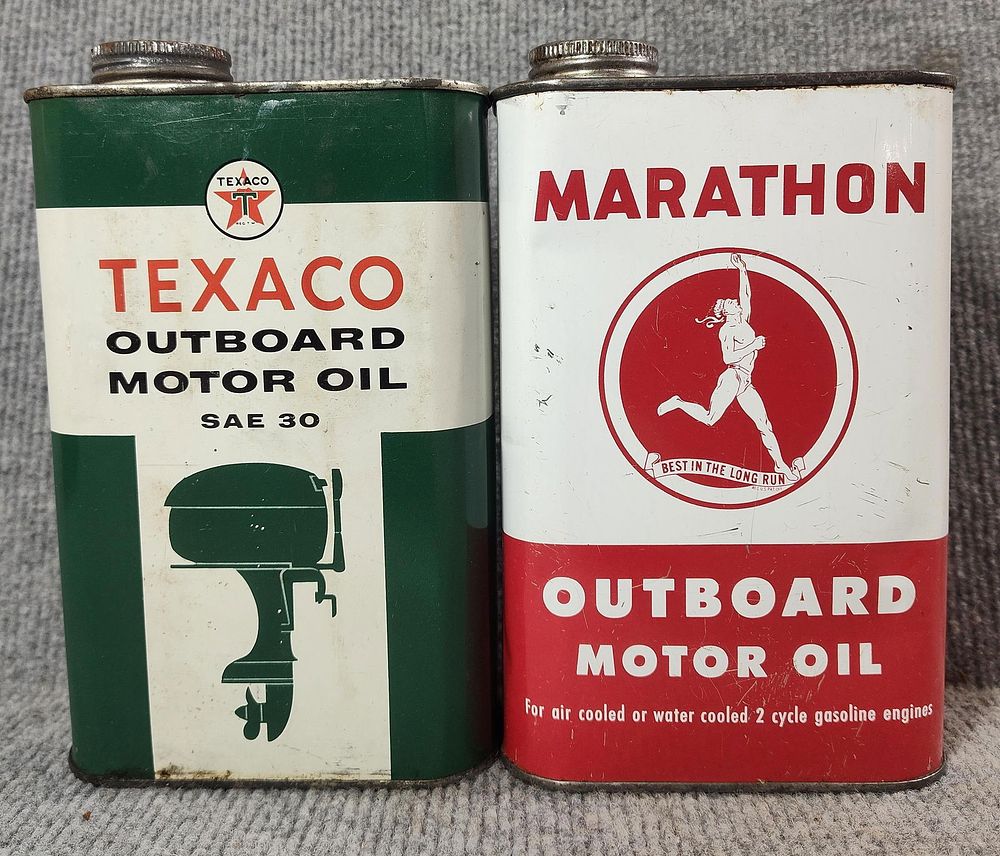 TEXACO
T
TEXACO
OUTBOARD
MOTOR OIL
SAE 30
MARATHON
BEST IN THE LONG RUN
OUTBOARD
MOTOR OIL
For air cooled or water cooled 2 cycle gasoline engines